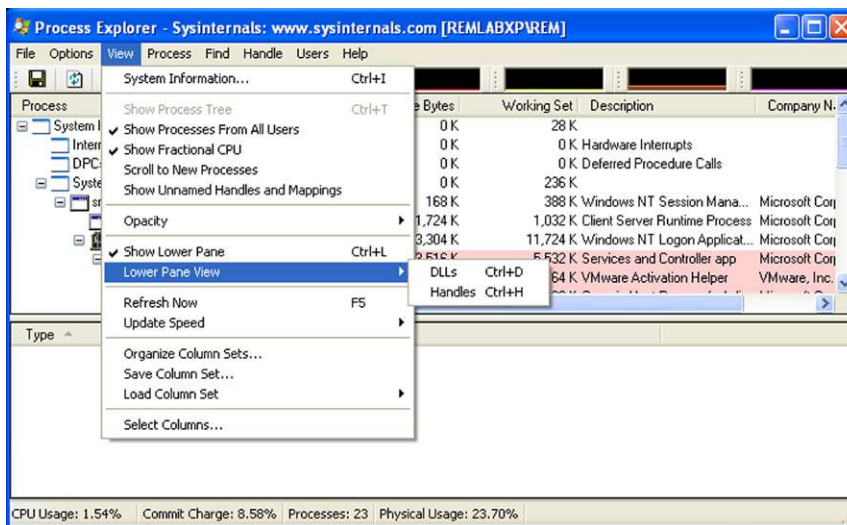 Process Explorer - Sysinternals: www.sysinternals.com [REMLABXP\REM]
File Options View Process Find Handle Users Help
System Information... Ctrl+I
Show Process Tree Ctrl+T
Show Processes From All Users
Show Fractional CPU
Scroll to New Processes
Show Unnamed Handles and Mappings
Opacity
Show Lower Pane Ctrl+L
Lower Pane View
DLLs Ctrl+D
Handles Ctrl+H
Refresh Now F5
Update Speed
Organize Column Sets...
Save Column Set...
Load Column Set
Select Columns...
Process Bytes Working Set Description Company N
System 0 K 28 K
0 K 0 K Hardware Interrupts
DPC 0 K 0 K Deferred Procedure Calls
Syste 0 K 236 K
168 K 388 K Windows NT Session Mana... Microsoft Corp
1,724 K 1,032 K Client Server Runtime Process Microsoft Corp
3,304 K 11,724 K Windows NT Logon Applicat... Microsoft Corp
5,532 K Services and Controller app Microsoft Corp
64 K VMware Activation Helper VMware, Inc.
Type
CPU Usage: 1.54% Commit Charge: 8.58% Processes: 23 Physical Usage: 23.70%